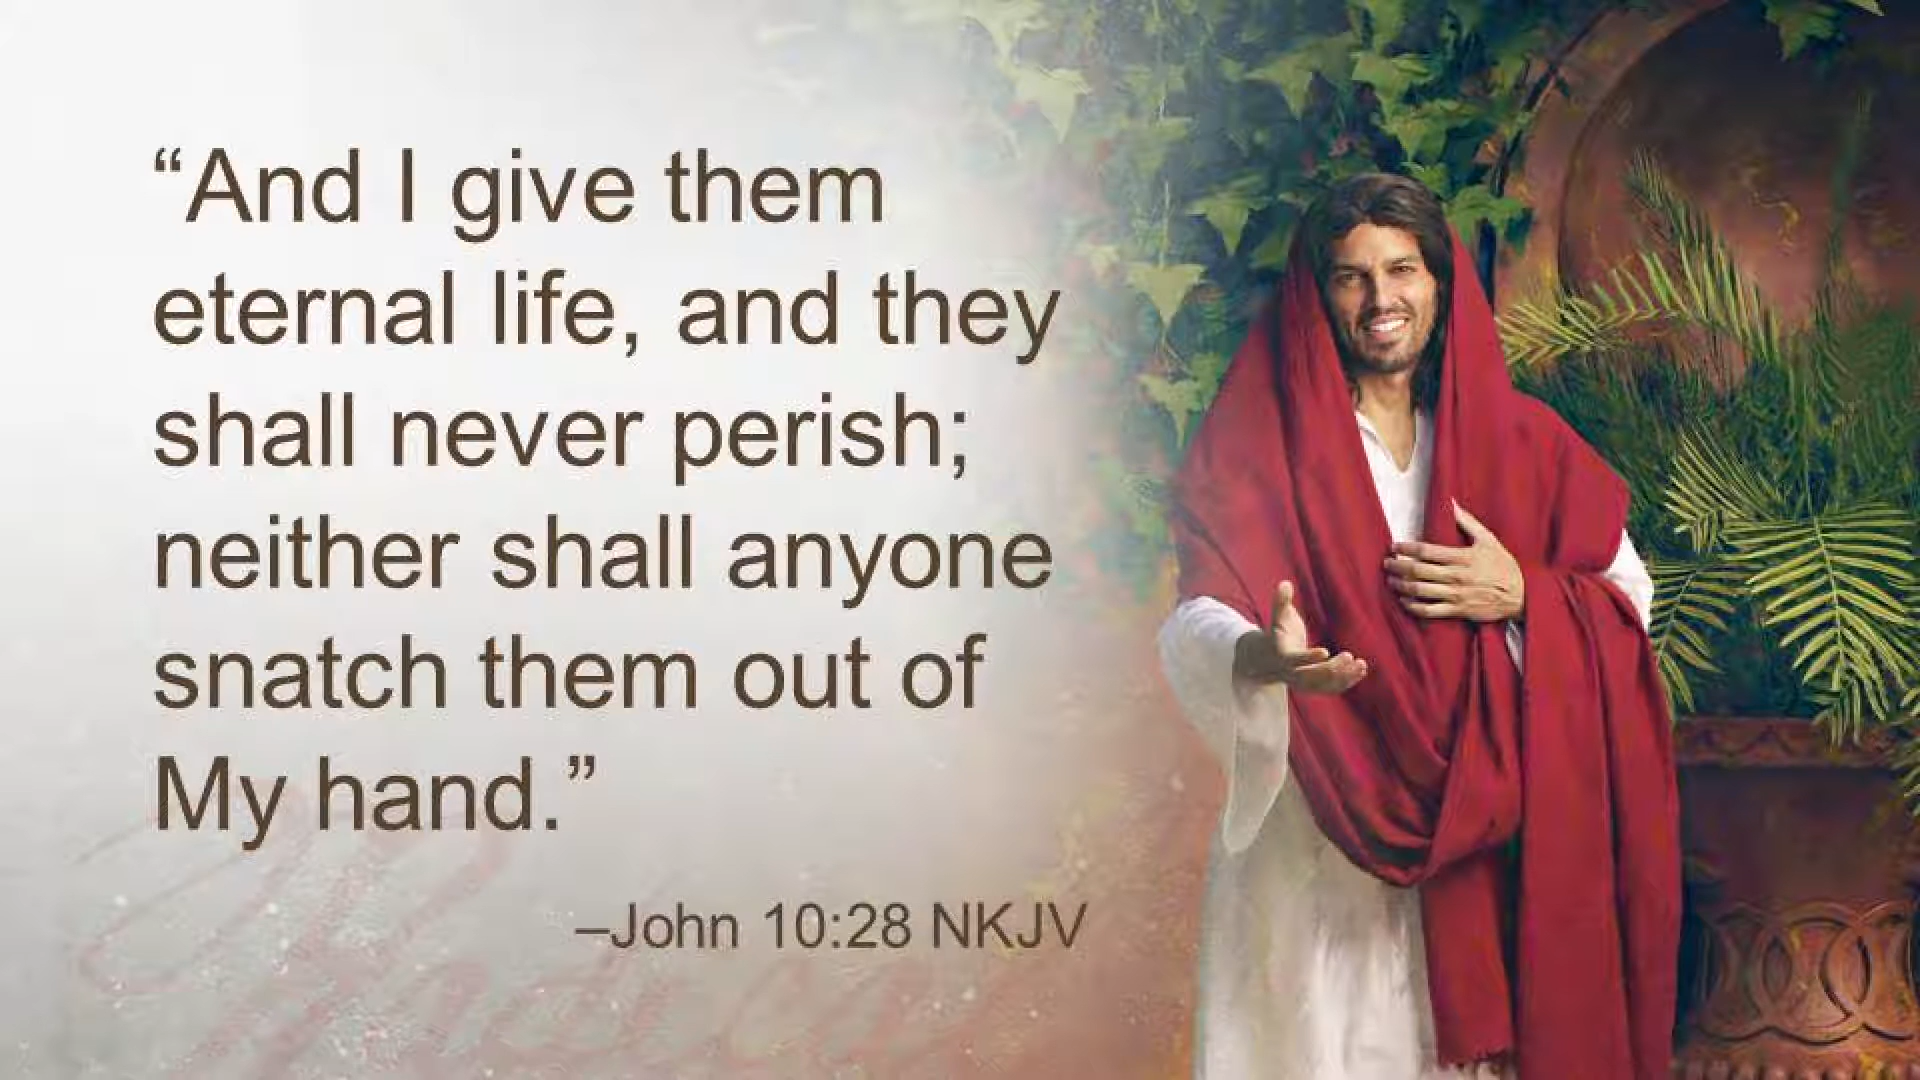 “And I give them
eternal life, and they
shall never perish;
neither shall anyone
snatch them out of
My hand.”
–John 10:28 NKJV